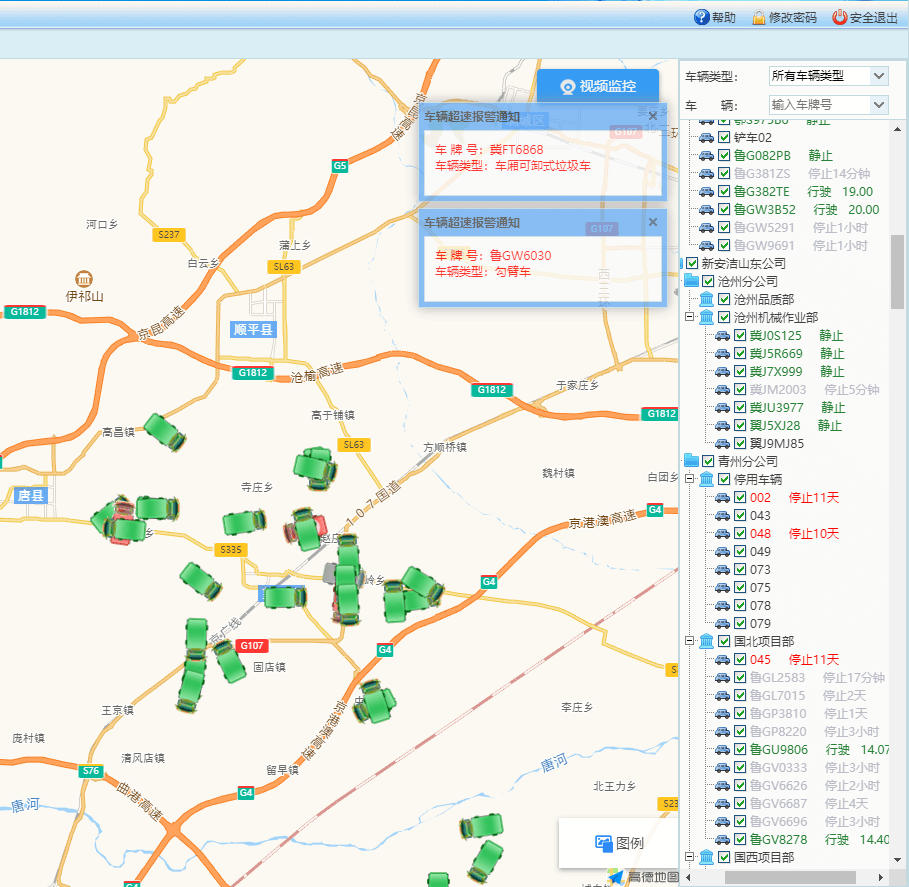 帮助 修改密码 安全退出
视频监控
车辆超速报警通知
车 牌 号: 冀FT6868
车辆类型: 车厢可卸式垃圾车
车辆超速报警通知
车 牌 号: 鲁GW6030
车辆类型: 勾臂车
G107
G107
西三环
京昆高速
G5
河口乡
S237
蒲上乡
白云乡
SL63
伊祁山
G1812
京昆高速
顺平县
G1812
沧榆高速
G1812
于家庄乡
G1812
高于铺镇
高昌镇
SL63
方顺桥镇
魏村镇
白团乡
寺庄乡
唐县
107国道
京港澳高速
G4
S335
G4
京广线
G107
G4
固店镇
王京镇
李庄乡
庞村镇
清风店镇
京港澳高速
留早镇
S76
唐河
北王力乡
曲港高速
G4
唐河
图例
高德地图
车辆类型: 所有车辆类型
车 辆: 输入车牌号
鄂S975B6 静止
铲车02
鲁G082PB 静止
鲁G381ZS 停止14分钟
鲁G382TE 行驶 19.00
鲁GW3B52 行驶 20.00
鲁GW5291 停止1小时
鲁GW9691 停止1小时
新安洁山东公司
沧州分公司
沧州品质部
沧州机械作业部
冀J0S125 静止
冀J5R669 静止
冀J7X999 静止
冀JM2003 停止5分钟
冀JU3977 静止
冀J5XJ28 静止
冀J9MJ85
青州分公司
停用车辆
002 停止11天
043
048 停止10天
049
073
075
078
079
国北项目部
045 停止11天
鲁GL2583 停止17分钟
鲁GL7015 停止2天
鲁GP3810 停止1天
鲁GP8220 停止3小时
鲁GU9806 行驶 14.07
鲁GV0333 停止3小时
鲁GV6626 停止2小时
鲁GV6687 停止4天
鲁GV6696 停止3小时
鲁GV8278 行驶 14.40
国西项目部